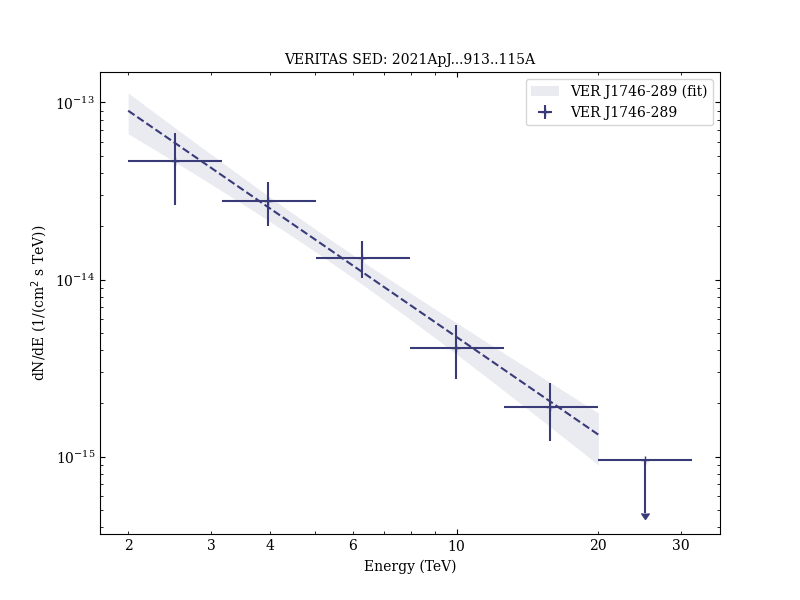 VERITAS SED: 2021ApJ...913..115A
VER J1746-289 (fit)
VER J1746-289
10⁻¹³
10⁻¹⁴
10⁻¹⁵
dN/dE (1/(cm² s TeV))
2 3 4 6 10 20 30
Energy (TeV)